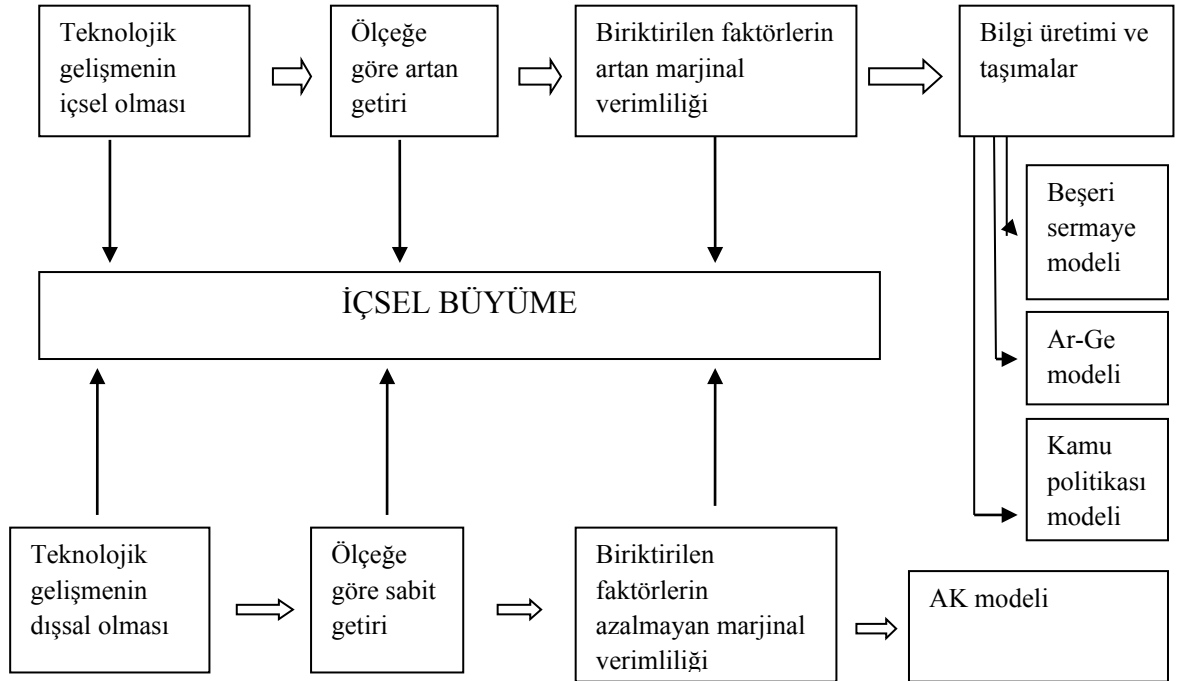 Teknolojik
gelişmenin
içsel olması
Ölçeğe
göre artan
getiri
Biriktirilen faktörlerin
artan marjinal
verimliliği
Bilgi üretimi ve
taşımalar
Beşeri
sermaye
modeli
İÇSEL BÜYÜME
Ar-Ge
modeli
Kamu
politikası
modeli
Teknolojik
gelişmenin
dışsal olması
Ölçeğe
göre sabit
getiri
Biriktirilen
faktörlerin
azalmayan marjinal
verimliliği
AK modeli